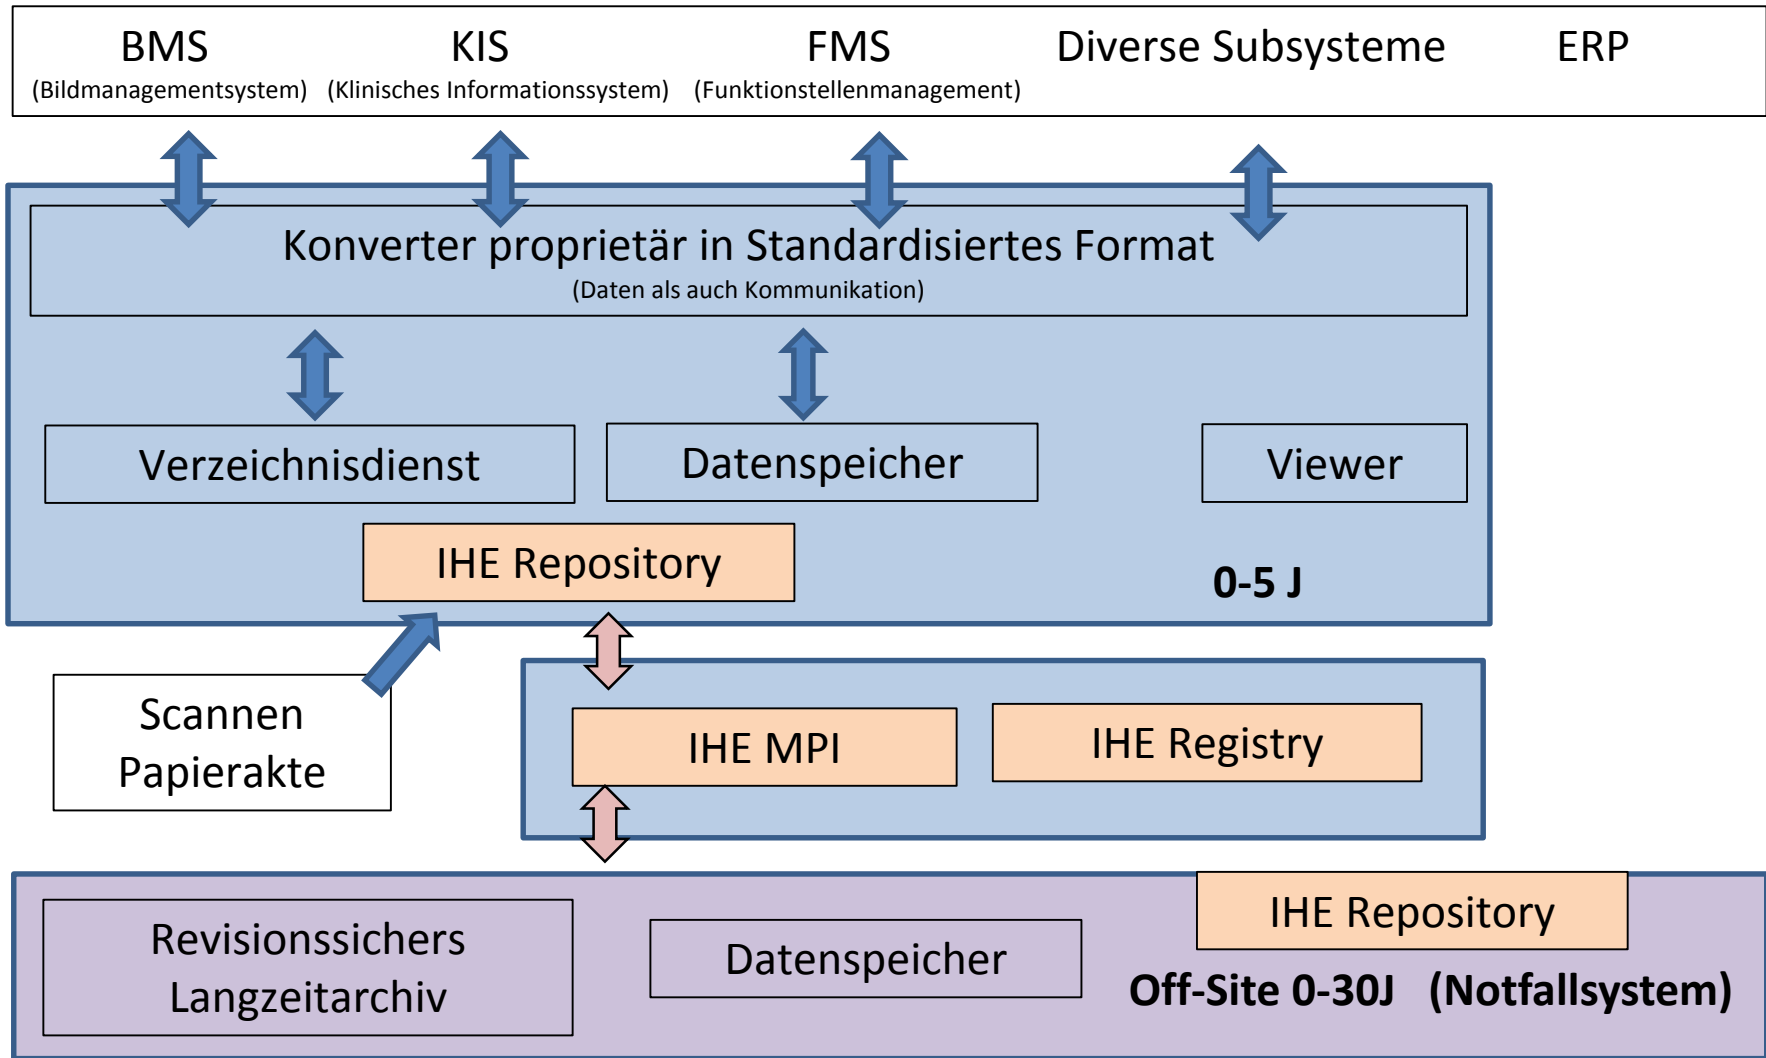 BMS
(Bildmanagementsystem)
KIS
(Klinisches Informationssystem)
FMS
(Funktionstellenmanagement)
Diverse Subsysteme
ERP
Konverter proprietär in Standardisiertes Format
(Daten als auch Kommunikation)
Verzeichnisdienst
Datenspeicher
Viewer
IHE Repository
0-5 J
Scannen
Papierakte
IHE MPI
IHE Registry
Revisionssichers
Langzeitarchiv
Datenspeicher
IHE Repository
Off-Site 0-30J (Notfallsystem)